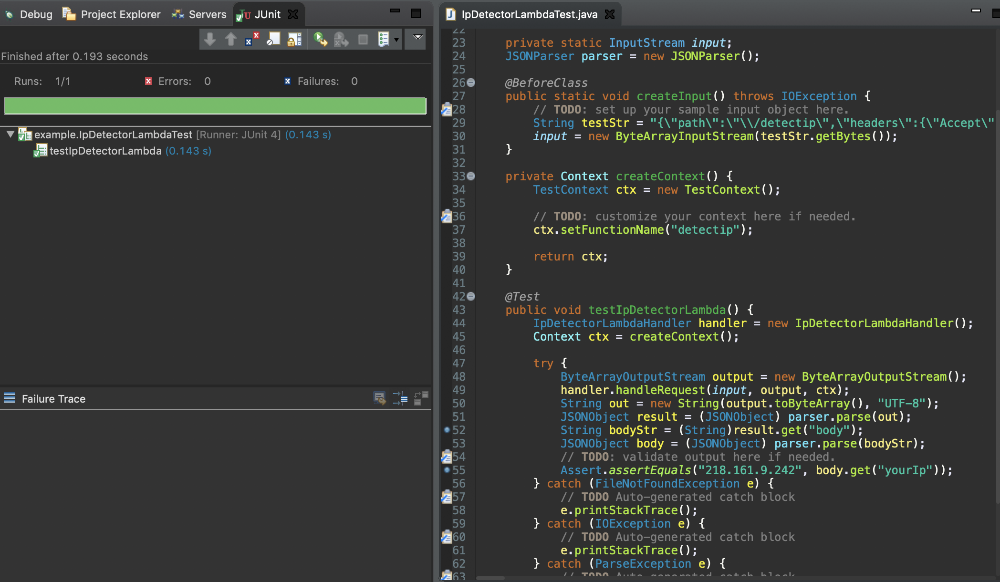 Debug Project Explorer Servers JUnit
Finished after 0.193 seconds
Runs: 1/1 Errors: 0 Failures: 0
example.IpDetectorLambdaTest [Runner: JUnit 4] (0.143 s)
testIpDetectorLambda (0.143 s)
Failure Trace
IpDetectorLambdaTest.java
22
23 private static InputStream input;
24 JSONParser parser = new JSONParser();
25
26 @BeforeClass
27 public static void createInput() throws IOException {
28 // TODO: set up your sample input object here.
29 String testStr = "{\"path\":\"\\/detectip\",\"headers\":{\"Accept\"
30 input = new ByteArrayInputStream(testStr.getBytes());
31 }
32
33 private Context createContext() {
34 TestContext ctx = new TestContext();
35
36 // TODO: customize your context here if needed.
37 ctx.setFunctionName("detectip");
38
39 return ctx;
40 }
41
42 @Test
43 public void testIpDetectorLambda() {
44 IpDetectorLambdaHandler handler = new IpDetectorLambdaHandler();
45 Context ctx = createContext();
46
47 try {
48 ByteArrayOutputStream output = new ByteArrayOutputStream();
49 handler.handleRequest(input, output, ctx);
50 String out = new String(output.toByteArray(), "UTF-8");
51 JSONObject result = (JSONObject) parser.parse(out);
52 String bodyStr = (String)result.get("body");
53 JSONObject body = (JSONObject) parser.parse(bodyStr);
54 // TODO: validate output here if needed.
55 Assert.assertEquals("218.161.9.242", body.get("yourIp"));
56 } catch (FileNotFoundException e) {
57 // TODO Auto-generated catch block
58 e.printStackTrace();
59 } catch (IOException e) {
60 // TODO Auto-generated catch block
61 e.printStackTrace();
62 } catch (ParseException e) {
63 // TODO Auto-generated catch block